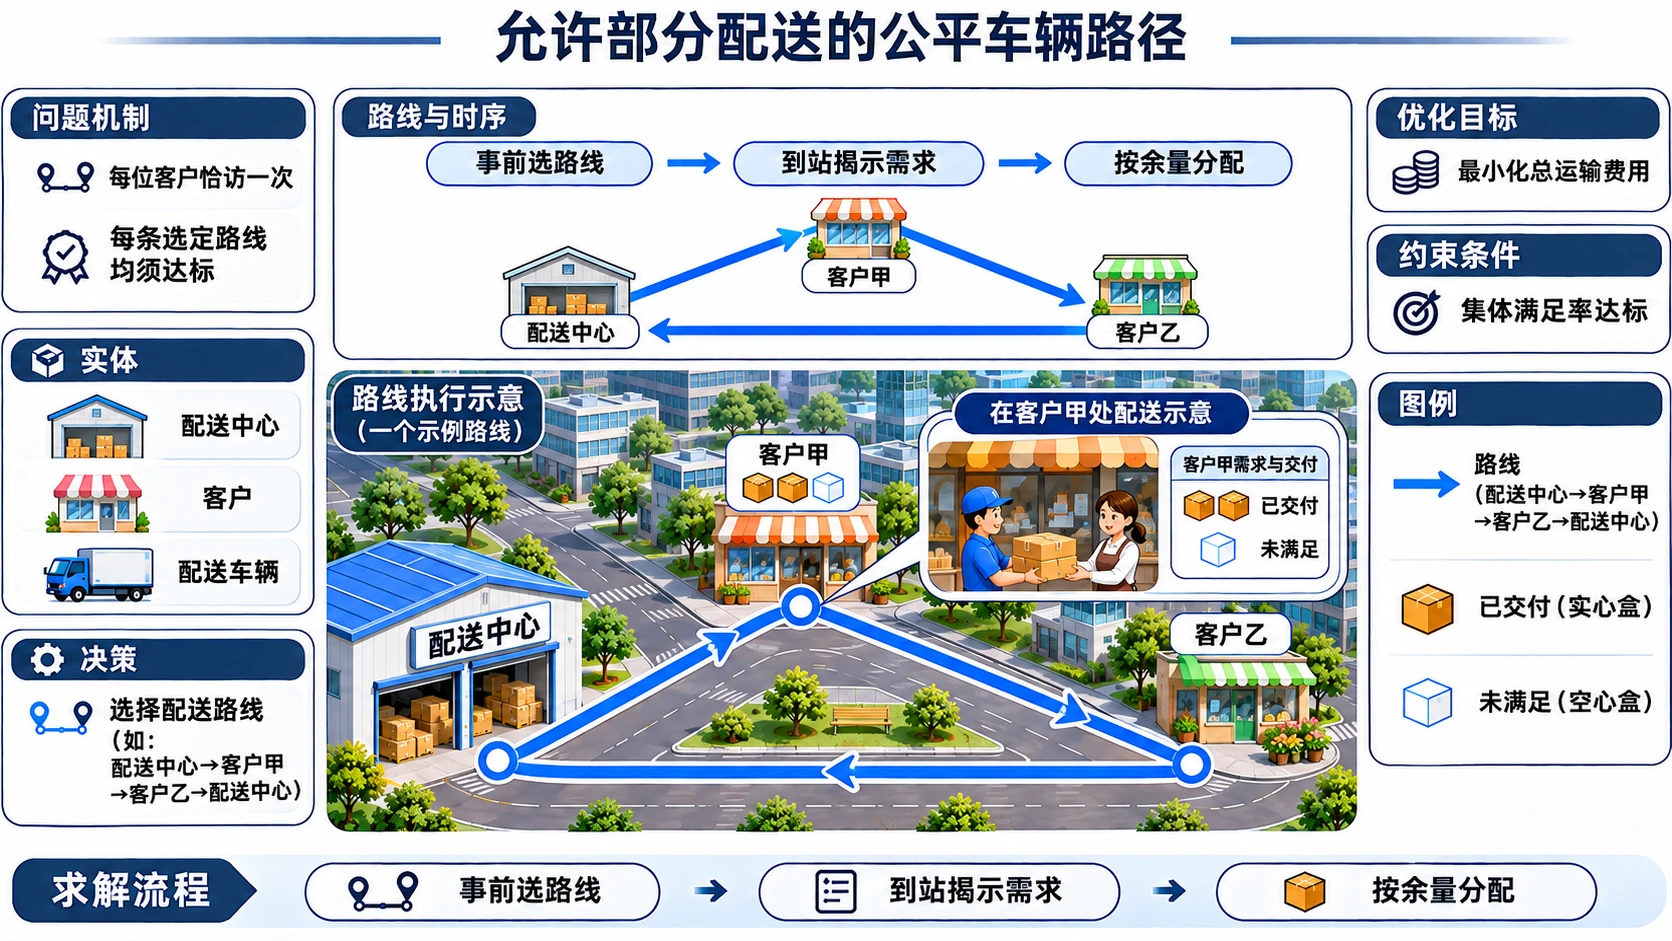 允许部分配送的公平车辆路径
问题机制
每位客户恰访一次
每条选定路线
均须达标
实体
配送中心
客户
配送车辆
决策
选择配送路线
(如：
配送中心→客户甲
→客户乙→配送中心)
路线与时序
事前选路线
到站揭示需求
按余量分配
客户甲
配送中心
客户乙
路线执行示意
(一个示例路线)
客户甲
配送中心
客户乙
在客户甲处配送示意
客户甲需求与交付
已交付
未满足
优化目标
最小化总运输费用
约束条件
集体满足率达标
图例
路线
(配送中心→客户甲
→客户乙→配送中心)
已交付(实心盒)
未满足(空心盒)
求解流程
事前选路线
到站揭示需求
按余量分配